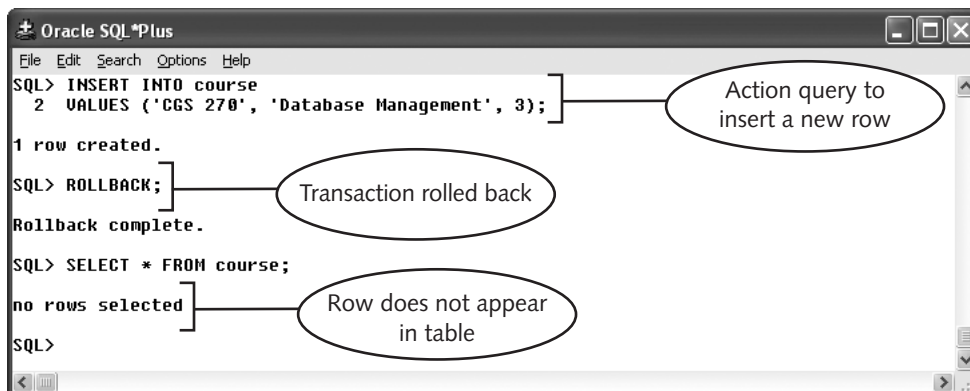 Oracle SQL*Plus
File Edit Search Options Help
SQL> INSERT INTO course
2 VALUES ('CGS 270', 'Database Management', 3);
Action query to
insert a new row
1 row created.
SQL> ROLLBACK;
Transaction rolled back
Rollback complete.
SQL> SELECT * FROM course;
no rows selected
Row does not appear
in table
SQL>